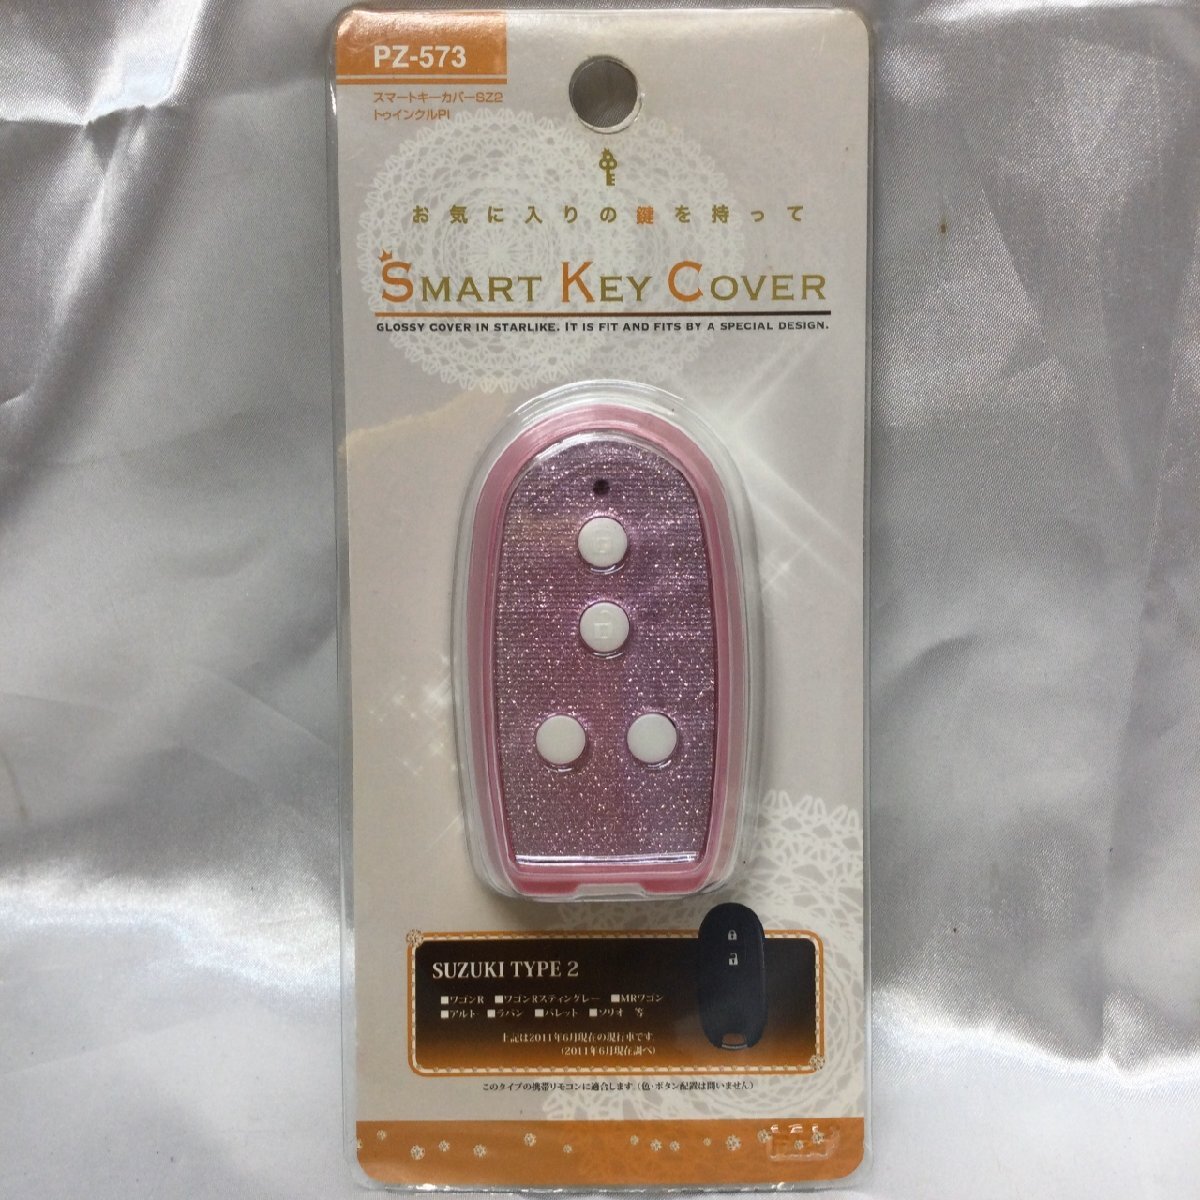 PZ-573
スマートキーカバーSZ2
トゥインクルPI
お気に入りの鍵を持って
SMART KEY COVER
GLOSSY COVER IN STARLIKE. IT IS FIT AND FITS BY A SPECIAL DESIGN.
SUZUKI TYPE 2
■ワゴンR ■ワゴンRスティングレー ■MRワゴン
■アルト ■ラパン ■パレット ■ソリオ 等
上記は2011年6月現在の現行車です。
(2011年6月現在調べ)
このタイプの携帯リモコンに適合します(色・ボタン配置は問いません)